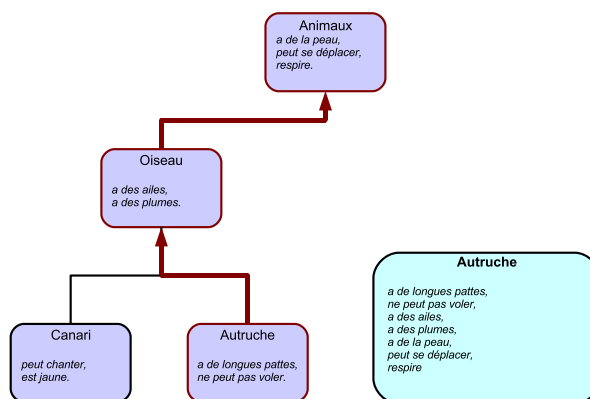 Animaux
a de la peau,
peut se déplacer,
respire.
Oiseau
a des ailes,
a des plumes.
Canari
peut chanter,
est jaune.
Autruche
a de longues pattes,
ne peut pas voler.
Autruche
a de longues pattes,
ne peut pas voler,
a des ailes,
a des plumes,
a de la peau,
peut se déplacer,
respire